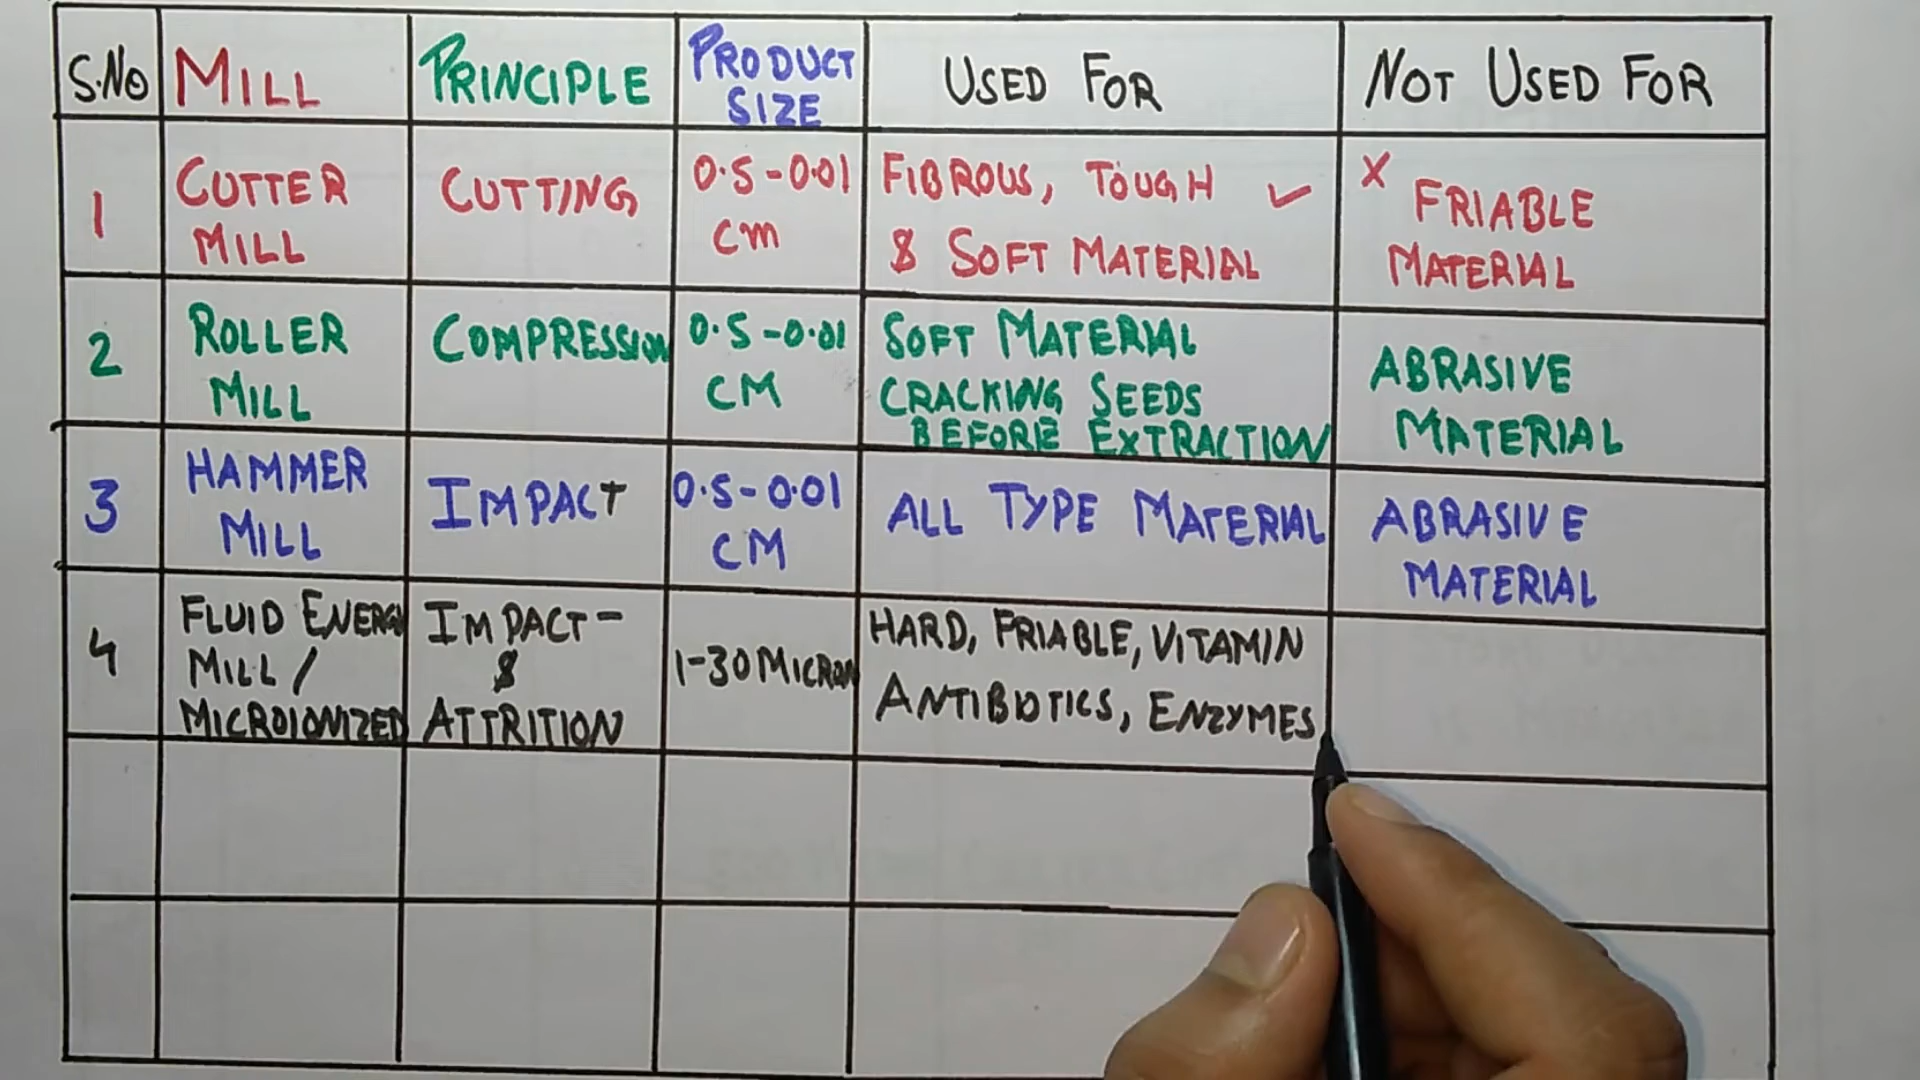 S.NO MILL PRINCIPLE PRODUCT SIZE USED FOR NOT USED FOR
1 CUTTER MILL CUTTING 0.5-0.01 cm FIBROUS, TOUGH ✓ & SOFT MATERIAL X FRIABLE MATERIAL
2 ROLLER MILL COMPRESSION 0.5-0.01 CM SOFT MATERIAL CRACKING SEEDS BEFORE EXTRACTION ABRASIVE MATERIAL
3 HAMMER MILL IMPACT 0.5-0.01 CM ALL TYPE MATERIAL ABRASIVE MATERIAL
4 FLUID ENERGY MILL / MICROIONIZED IMPACT- & ATTRITION 1-30 MICRON HARD, FRIABLE, VITAMIN ANTIBIOTICS, ENZYMES